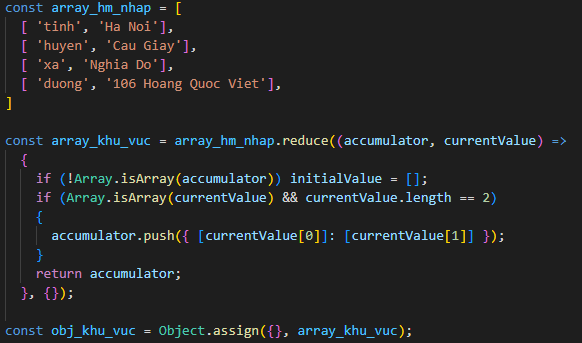 const array_hm_nhap = [
  [ 'tinh', 'Ha Noi'],
  [ 'huyen', 'Cau Giay'],
  [ 'xa', 'Nghia Do'],
  [ 'duong', '106 Hoang Quoc Viet'],
]
const array_khu_vuc = array_hm_nhap.reduce((accumulator, currentValue) =>
  {
    if (!Array.isArray(accumulator)) initialValue = [];
    if (Array.isArray(currentValue) && currentValue.length == 2)
    {
      accumulator.push({ [currentValue[0]]: [currentValue[1]] });
    }
    return accumulator;
  }, {});
const obj_khu_vuc = Object.assign({}, array_khu_vuc);